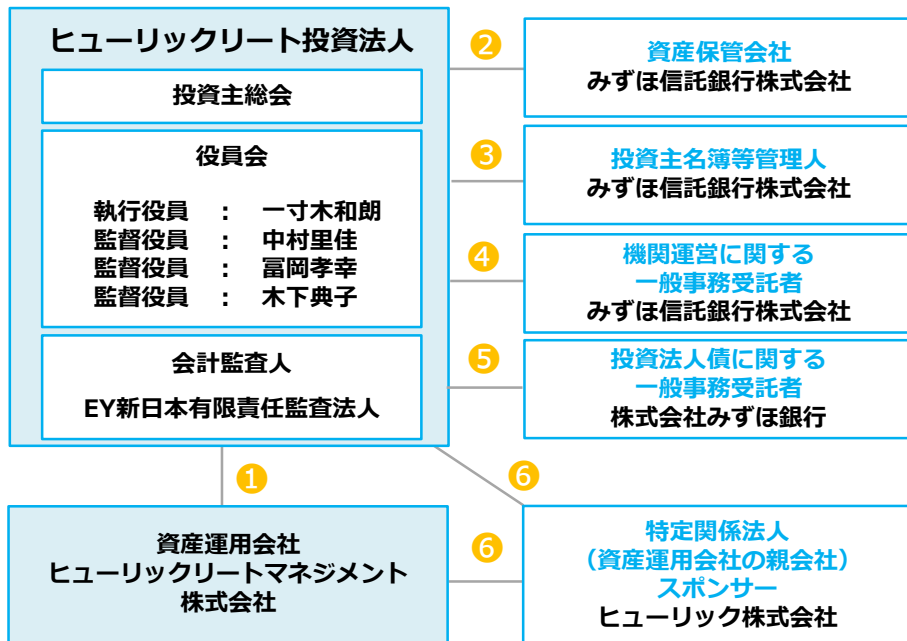 ヒューリックリート投資法人
投資主総会
役員会
執行役員 : 一寸木和朗
監督役員 : 中村里佳
監督役員 : 冨岡孝幸
監督役員 : 木下典子
会計監査人
EY新日本有限責任監査法人
❷
資産保管会社
みずほ信託銀行株式会社
❸
投資主名簿等管理人
みずほ信託銀行株式会社
❹
機関運営に関する
一般事務受託者
みずほ信託銀行株式会社
❺
投資法人債に関する
一般事務受託者
株式会社みずほ銀行
❶
❻
資産運用会社
ヒューリックリートマネジメント
株式会社
❻
特定関係法人
（資産運用会社の親会社）
スポンサー
ヒューリック株式会社